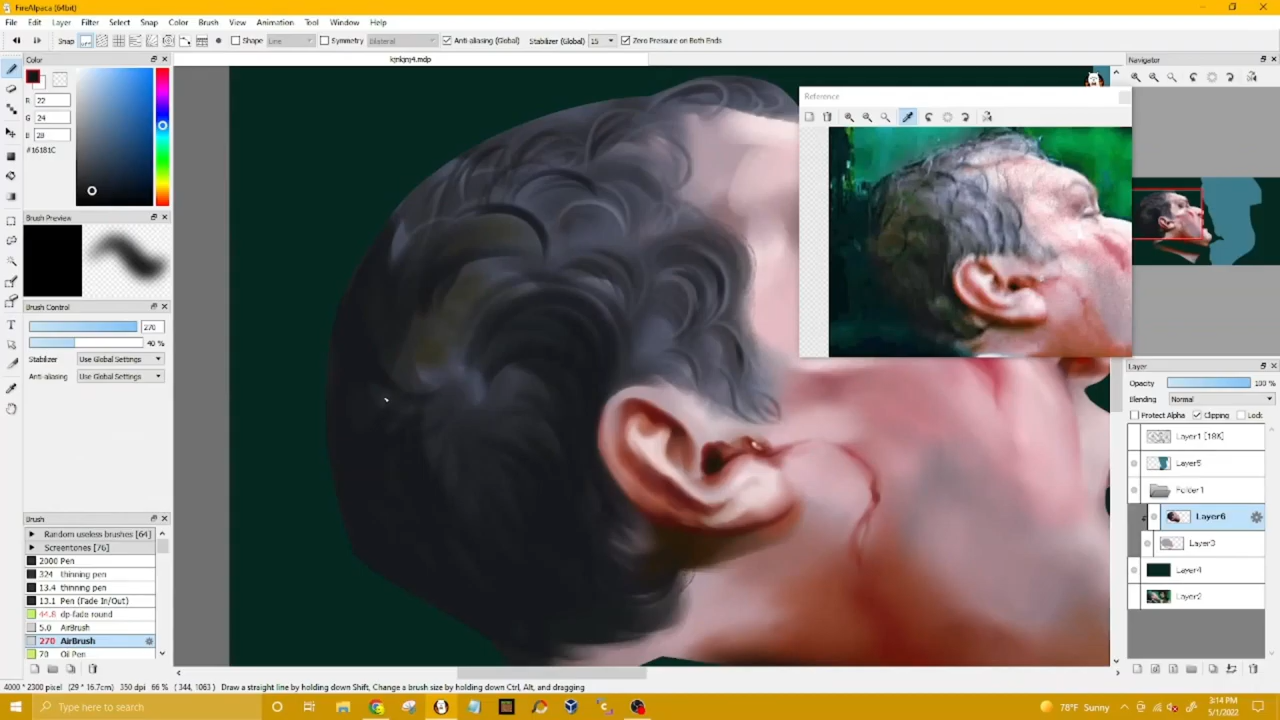 FireAlpaca (64bit)
File Edit Layer Filter Select Snap Color Brush View Animation Tool Window Help
Snap Shape Line Symmetry Bilateral Anti-aliasing (Global) Stabilizer (Global) 15 Zero Pressure on Both Ends
Color
Navigator
Reference
R 22
G 24
B 28
#16181C
Brush Preview
Brush Control
270
40 %
Stabilizer Use Global Settings
Anti-aliasing Use Global Settings
Layer
Opacity 100 %
Blending Normal
Protect Alpha Clipping Lock
Layer1 [18X]
Layer5
Folder1
Layer6
Layer3
Layer4
Layer2
Brush
Random useless brushes [64]
Screentones [76]
2000 Pen
324 thinning pen
13.4 thinning pen
13.1 Pen (Fade In/Out)
44.8 dp fade round
5.0 AirBrush
270 AirBrush
70 Oil Pen
4000 * 2300 pixel (29 * 16.7cm) 350 dpi 66 % ( 344, 1063) Draw a straight line by holding down Shift, Change a brush size by holding down Ctrl, Alt, and dragging
Type here to search
78°F Sunny
3:14 PM
5/1/2022